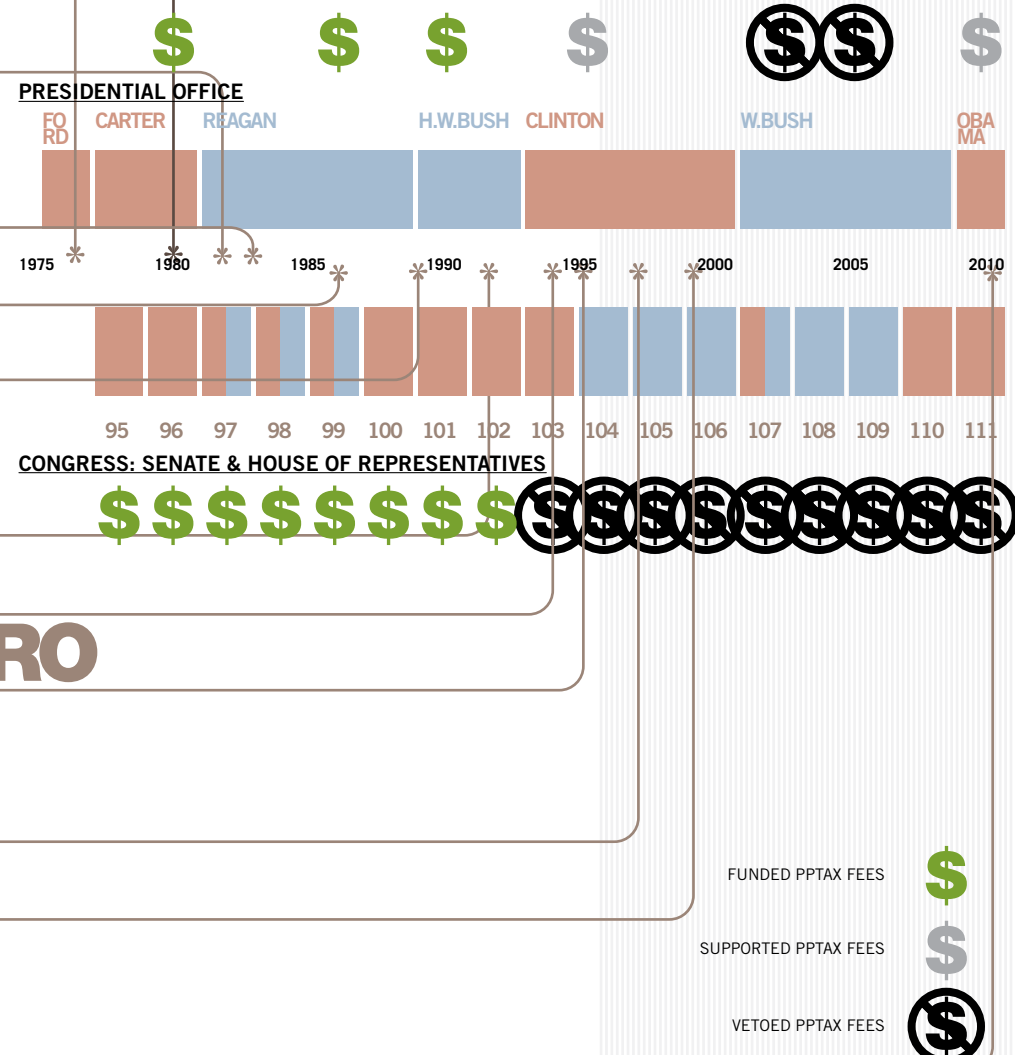 $ $ $ $ $ $ $
PRESIDENTIAL OFFICE
FO
RD
CARTER REAGAN H.W.BUSH CLINTON W.BUSH OBA
MA
1975 1980 1985 1990 1995 2000 2005 2010
95 96 97 98 99 100 101 102 103 104 105 106 107 108 109 110 111
CONGRESS: SENATE & HOUSE OF REPRESENTATIVES
$ $ $ $ $ $ $ $ $ $ $ $ $ $ $ $ $
RO
FUNDED PPTAX FEES $
SUPPORTED PPTAX FEES $
VETOED PPTAX FEES $